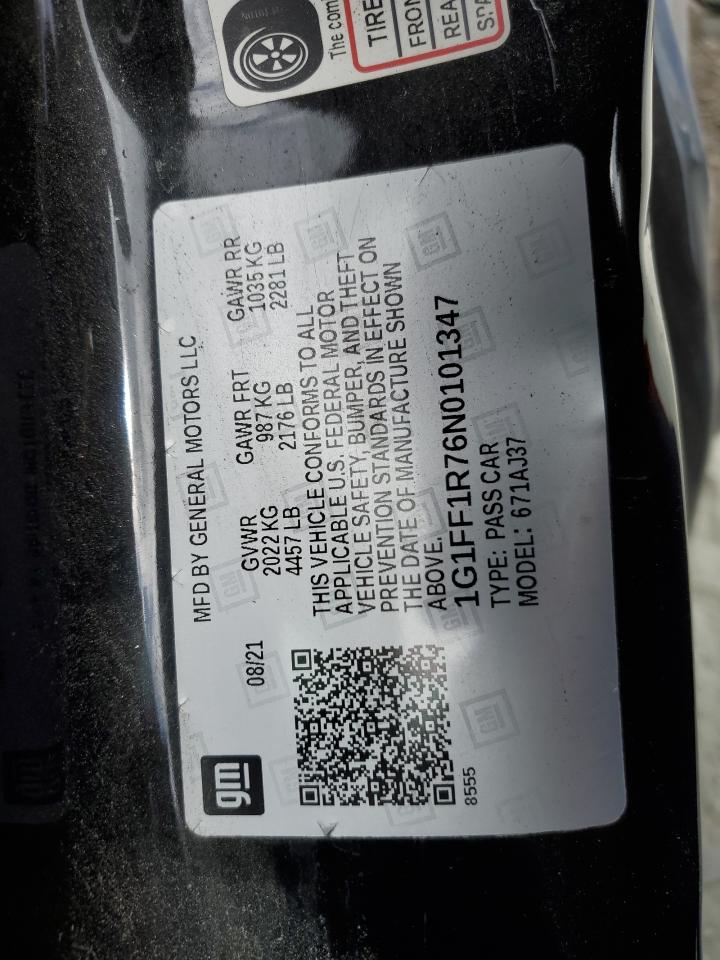 The com
TIRE
FRON
REA
SPA
MFD BY GENERAL MOTORS LLC
gm
08/21
GVWR GAWR FRT GAWR RR
2022 KG 987 KG 1035 KG
4457 LB 2176 LB 2281 LB
THIS VEHICLE CONFORMS TO ALL
APPLICABLE U.S. FEDERAL MOTOR
VEHICLE SAFETY, BUMPER, AND THEFT
PREVENTION STANDARDS IN EFFECT ON
THE DATE OF MANUFACTURE SHOWN
ABOVE.
1G1FF1R76N0101347
TYPE: PASS CAR
MODEL: 671AJ37
8555